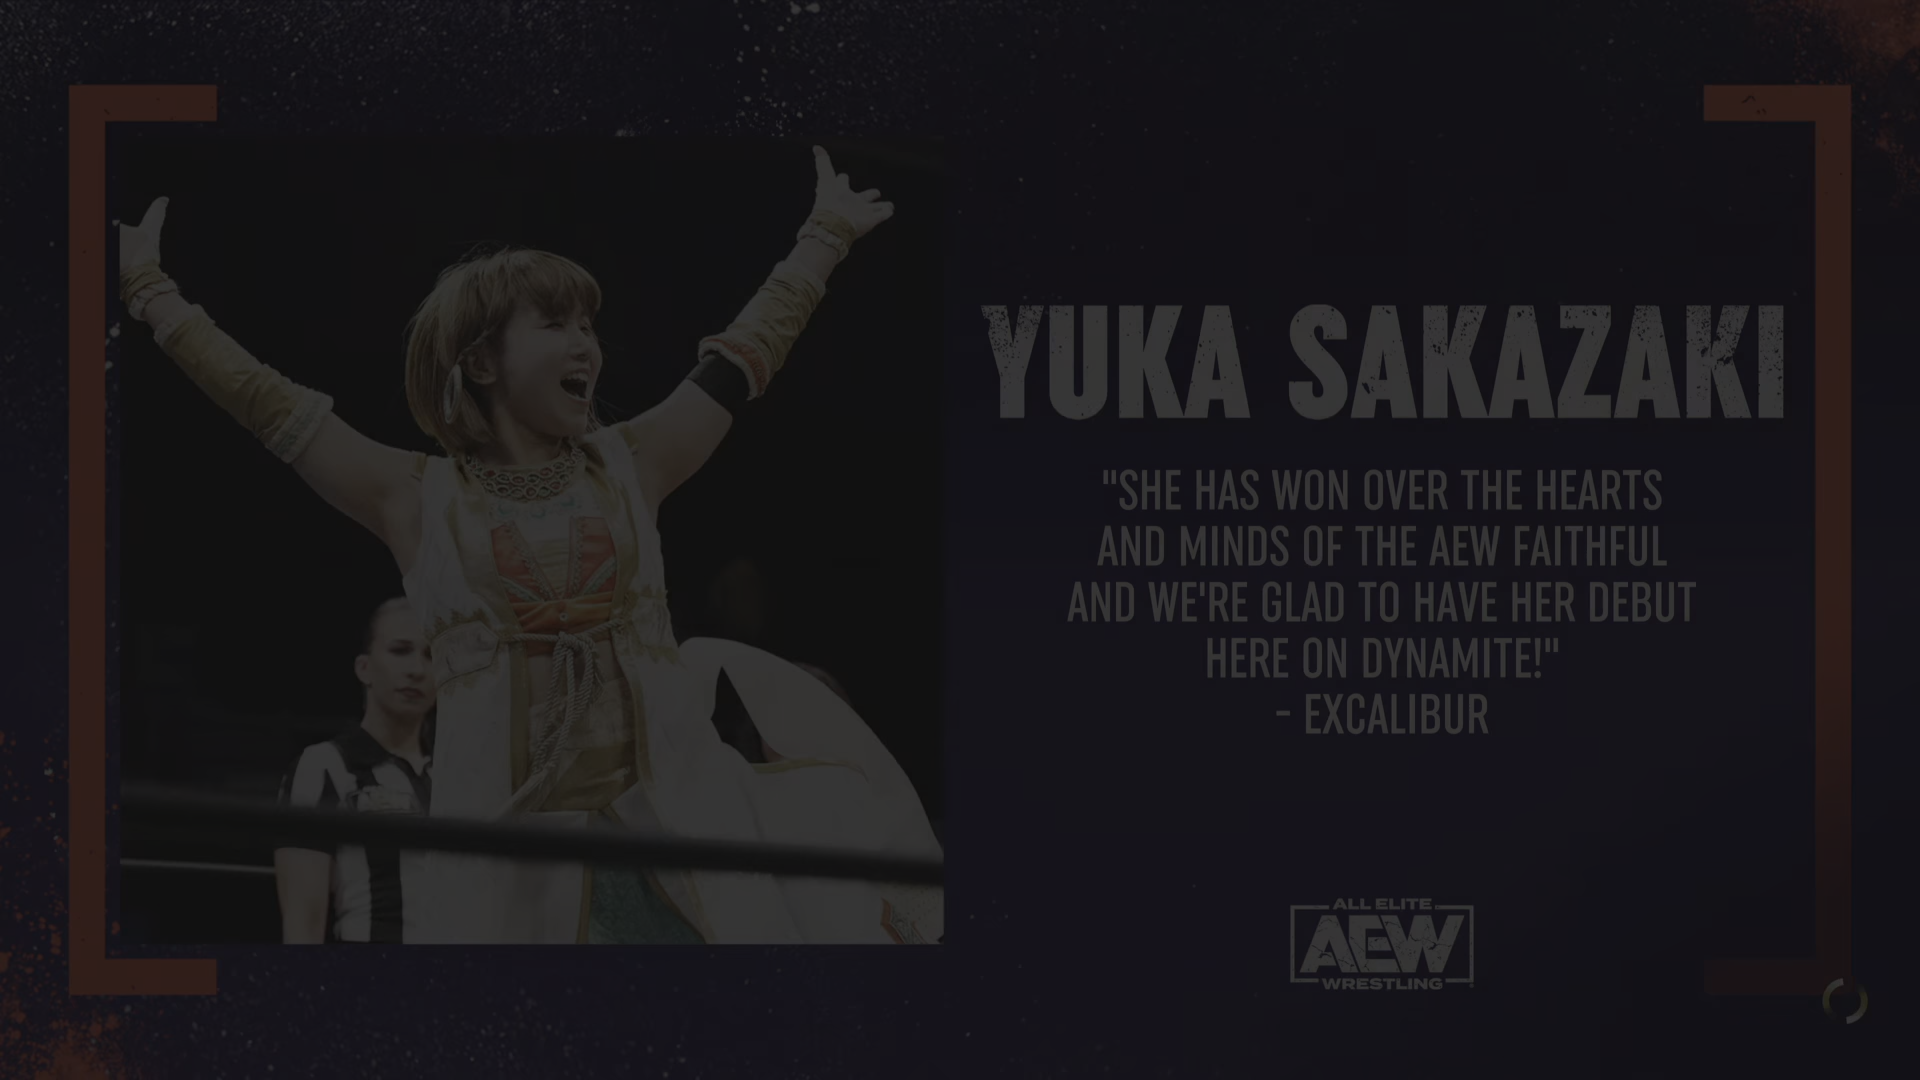 YUKA SAKAZAKI
"SHE HAS WON OVER THE HEARTS
AND MINDS OF THE AEW FAITHFUL
AND WE'RE GLAD TO HAVE HER DEBUT
HERE ON DYNAMITE!"
- EXCALIBUR
ALL ELITE
AEW
WRESTLING